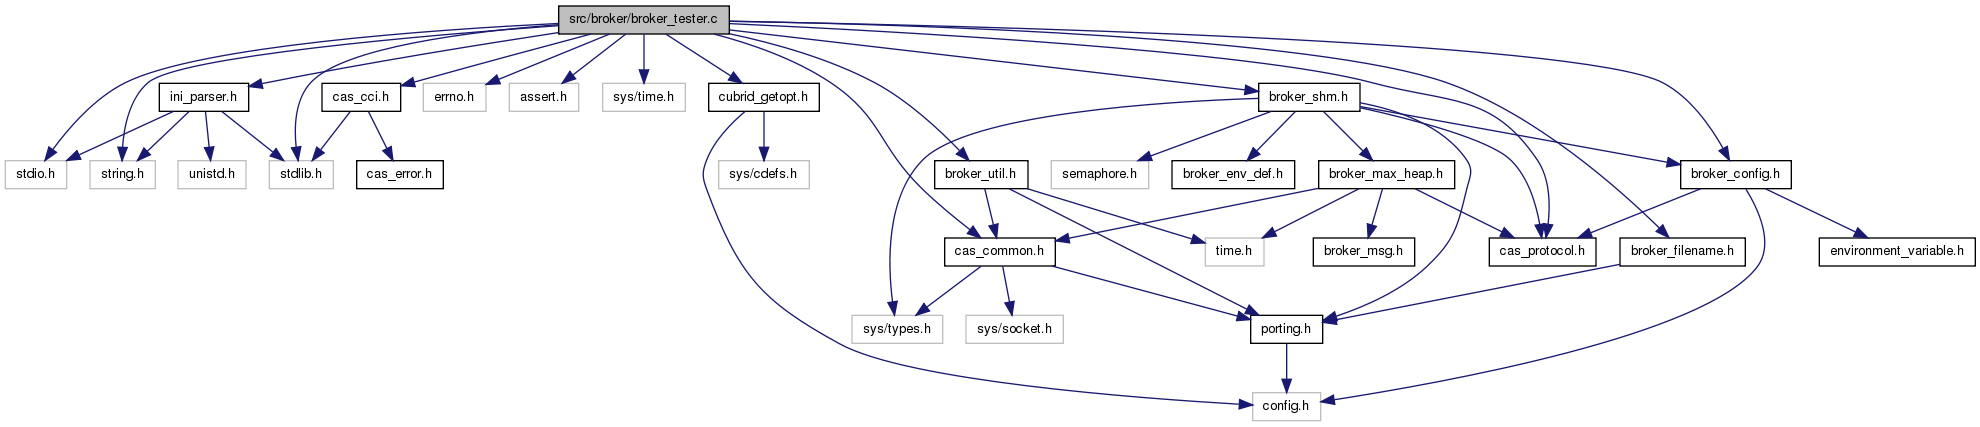 src/broker/broker_tester.c
ini_parser.h
cas_cci.h
errno.h
assert.h
sys/time.h
cubrid_getopt.h
broker_shm.h
stdio.h
string.h
unistd.h
stdlib.h
cas_error.h
sys/cdefs.h
broker_util.h
semaphore.h
broker_env_def.h
broker_max_heap.h
broker_config.h
cas_common.h
time.h
broker_msg.h
cas_protocol.h
broker_filename.h
environment_variable.h
sys/types.h
sys/socket.h
porting.h
config.h